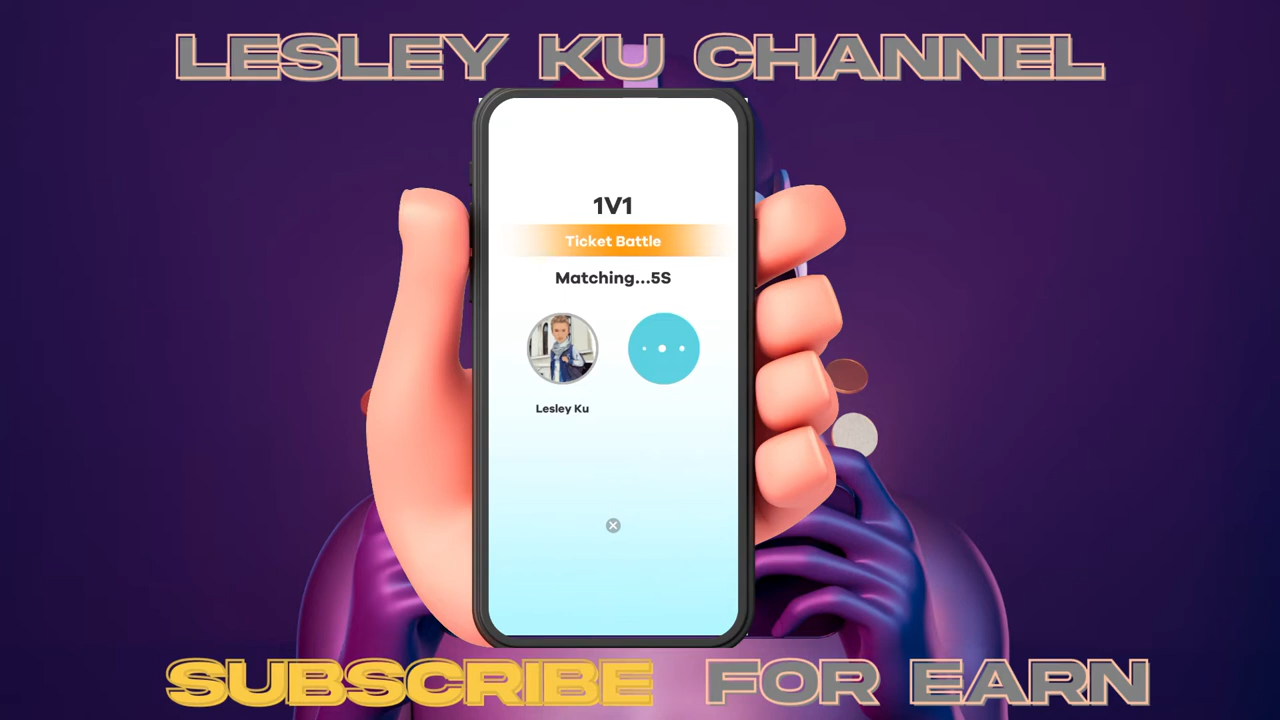 LESLEY KU CHANNEL
1V1
Ticket Battle
Matching...5S
Lesley Ku
SUBSCRIBE FOR EARN